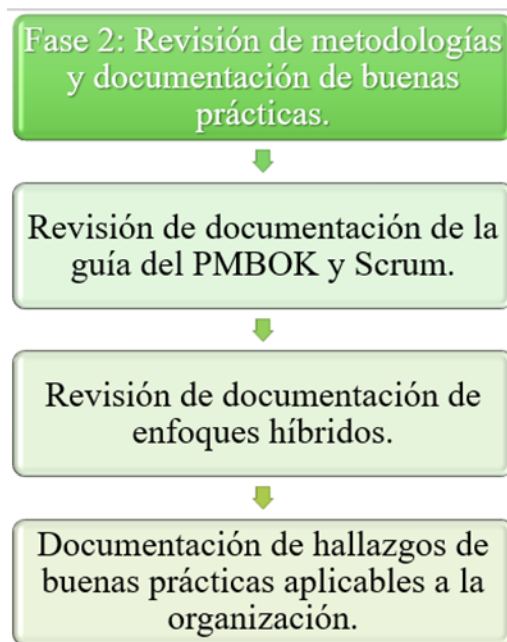 Fase 2: Revisión de metodologías
y documentación de buenas
prácticas.
Revisión de documentación de la
guía del PMBOK y Scrum.
Revisión de documentación de
enfoques híbridos.
Documentación de hallazgos de
buenas prácticas aplicables a la
organización.